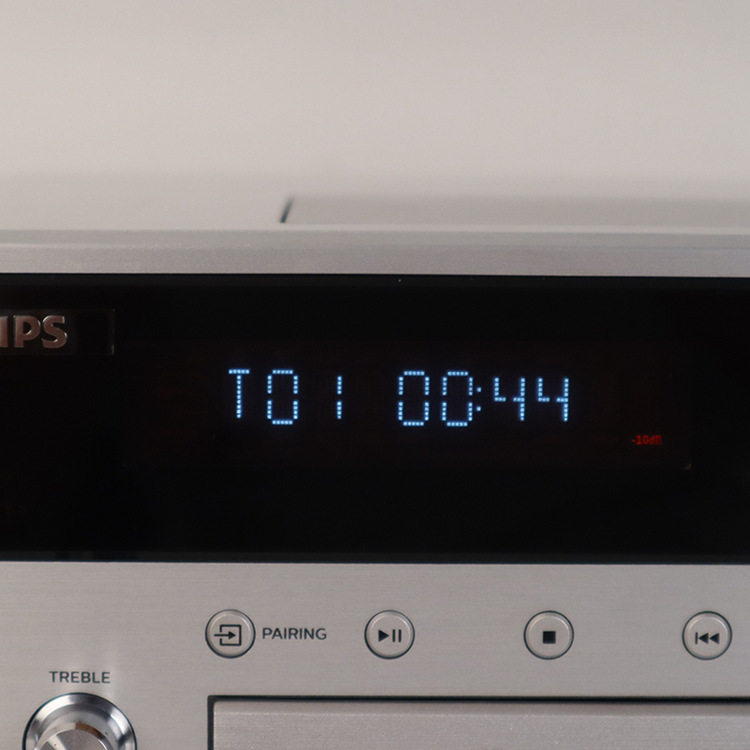 IPS
T01 00:44
-10dB
PAIRING
TREBLE